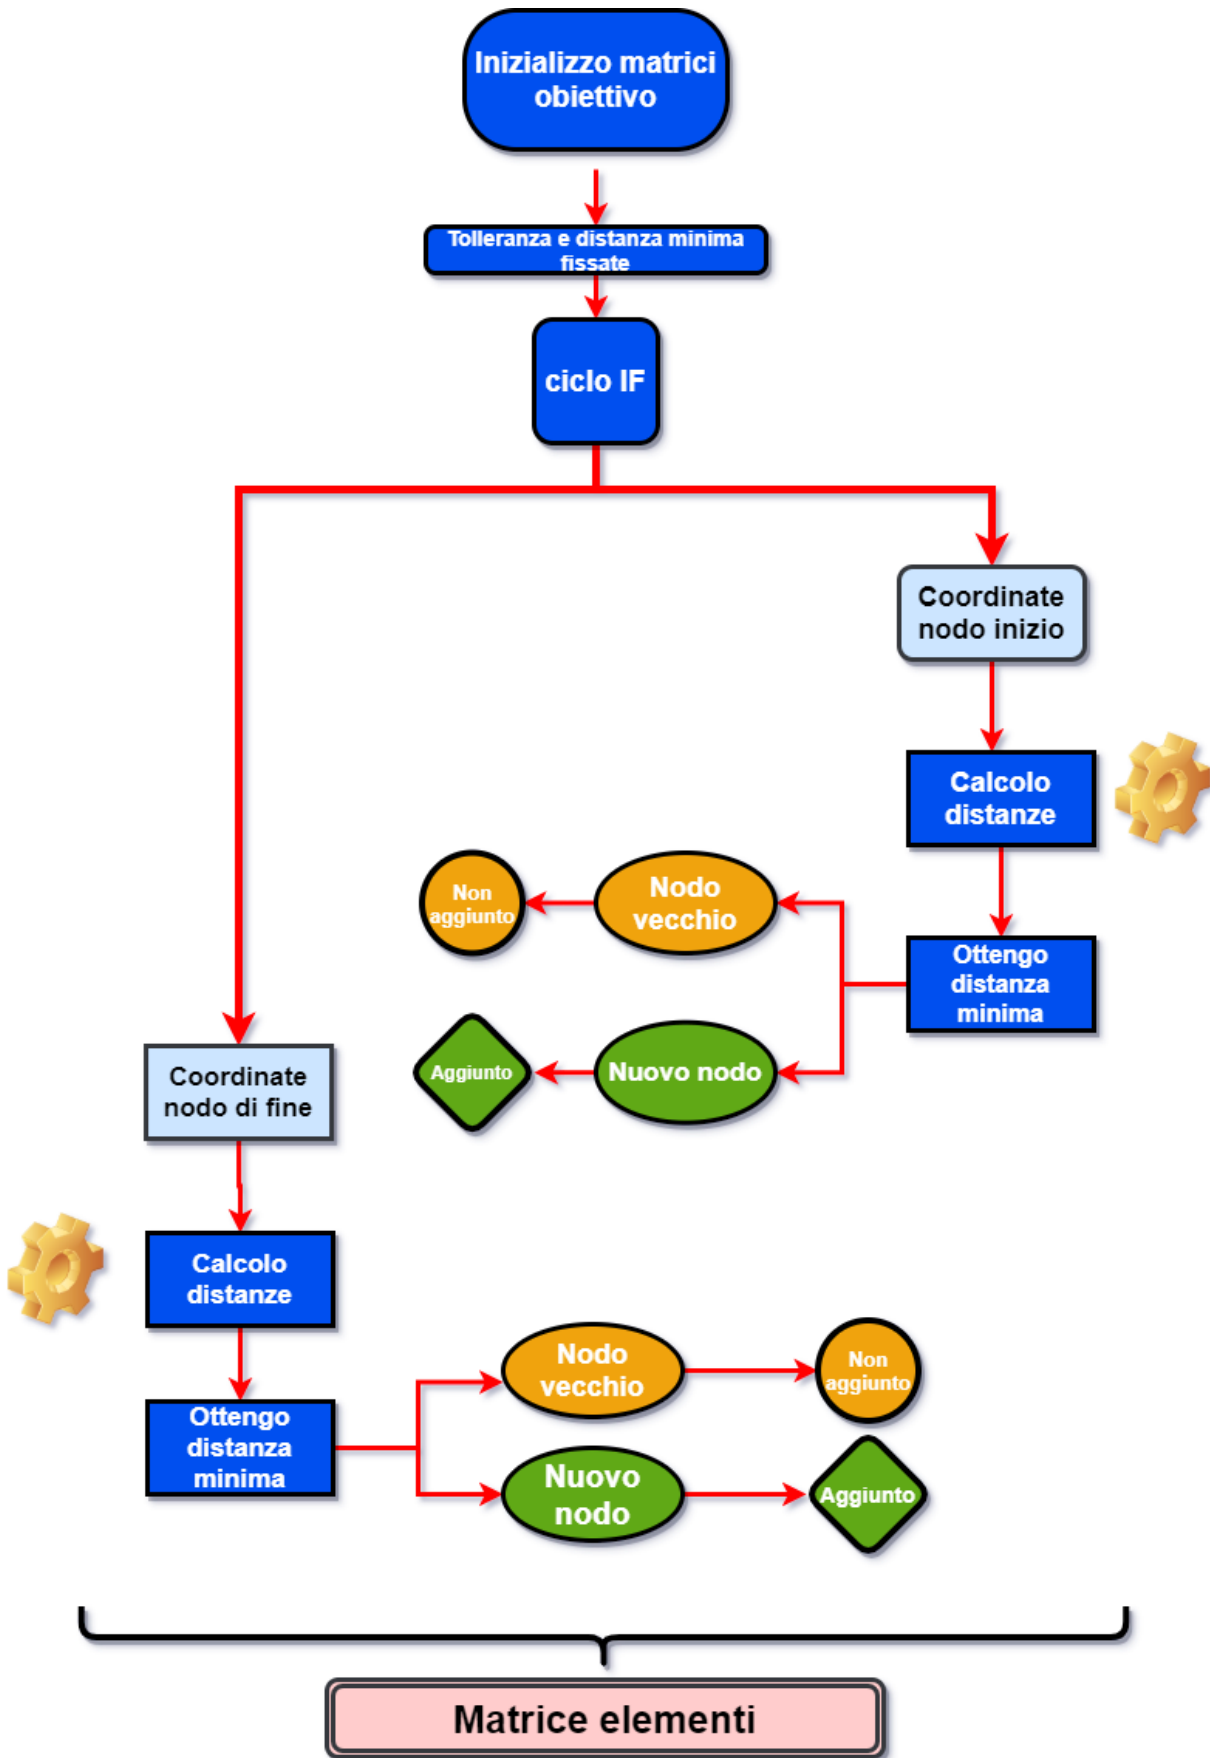 Inizializzo matrici
obiettivo
Tolleranza e distanza minima
fissate
ciclo IF
Coordinate
nodo inizio
Calcolo
distanze
Ottengo
distanza
minima
Nodo
vecchio
Non
aggiunto
Nuovo nodo
Aggiunto
Coordinate
nodo di fine
Calcolo
distanze
Ottengo
distanza
minima
Nodo
vecchio
Non
aggiunto
Nuovo
nodo
Aggiunto
Matrice elementi